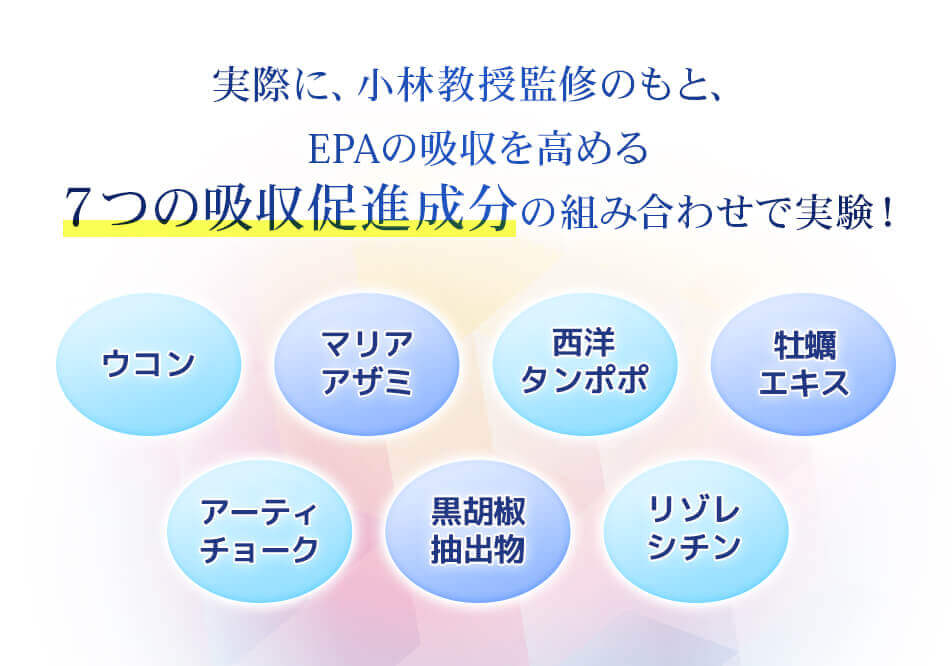 実際に、小林教授監修のもと、
EPAの吸収を高める
7つの吸収促進成分の組み合わせで実験!
ウコン
マリア
アザミ
西洋
タンポポ
牡蠣
エキス
アーティ
チョーク
黒胡椒
抽出物
リゾレ
シチン